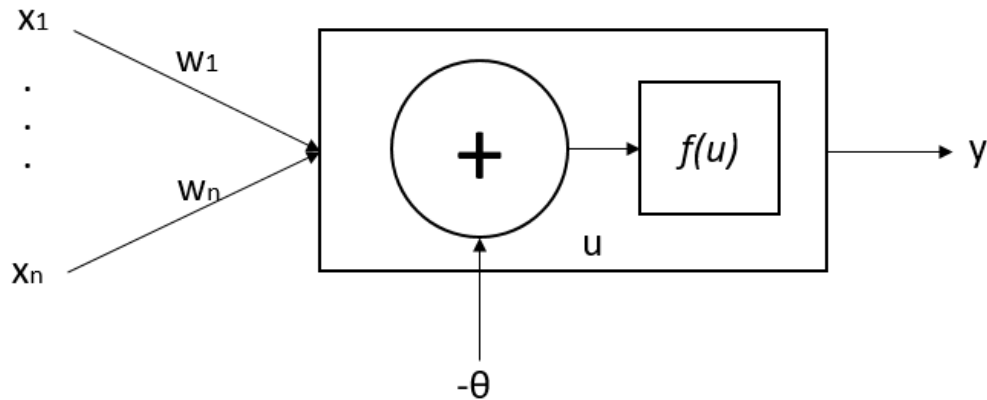 x1
w1
.
.
.
wn
xn
+
f(u)
u
y
-θ